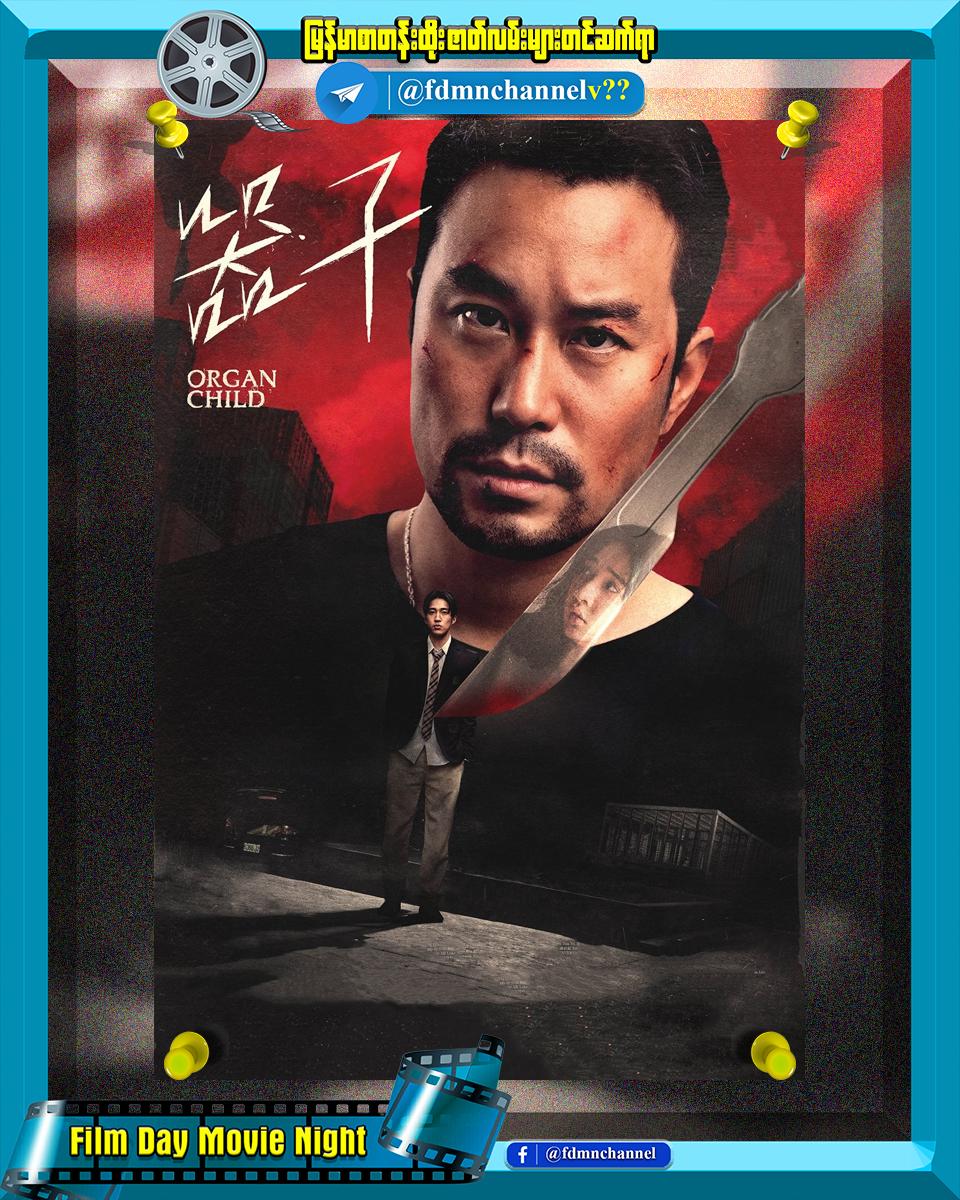 မြန်မာစာတန်းထိုးဇာတ်လမ်းများတင်ဆက်ရာ
@fdmnchannelv??
器子
ORGAN
CHILD
Film Day Movie Night
f @fdmnchannel